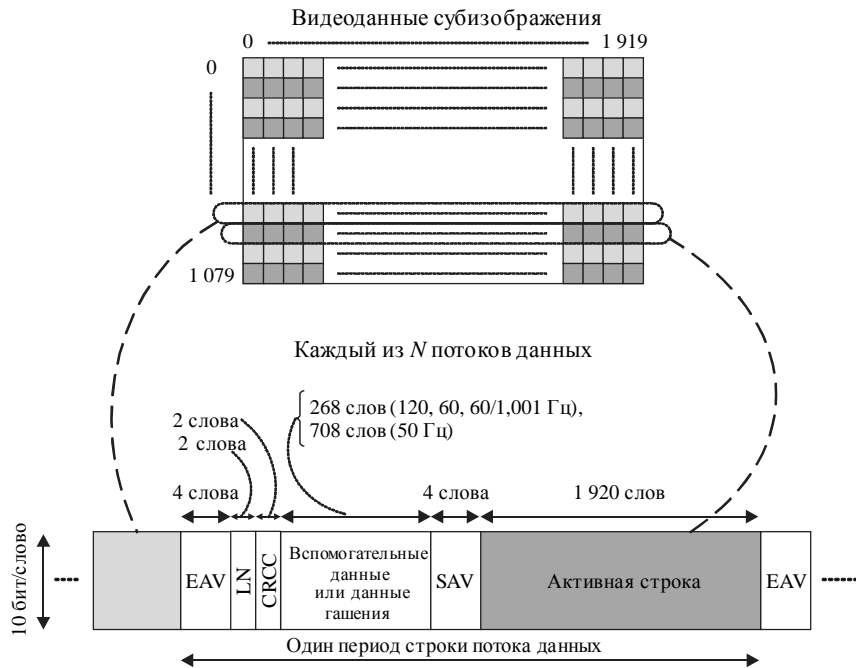 Видеоданные субизображения
0
1 919
0
1 079
Каждый из N потоков данных
268 слов (120, 60, 60/1,001 Гц),
708 слов (50 Гц)
2 слова
2 слова
4 слова
4 слова
1 920 слов
10 бит/слово
EAV
LN
CRCC
Вспомогательные
данные
или данные
гашения
SAV
Активная строка
EAV
Один период строки потока данных